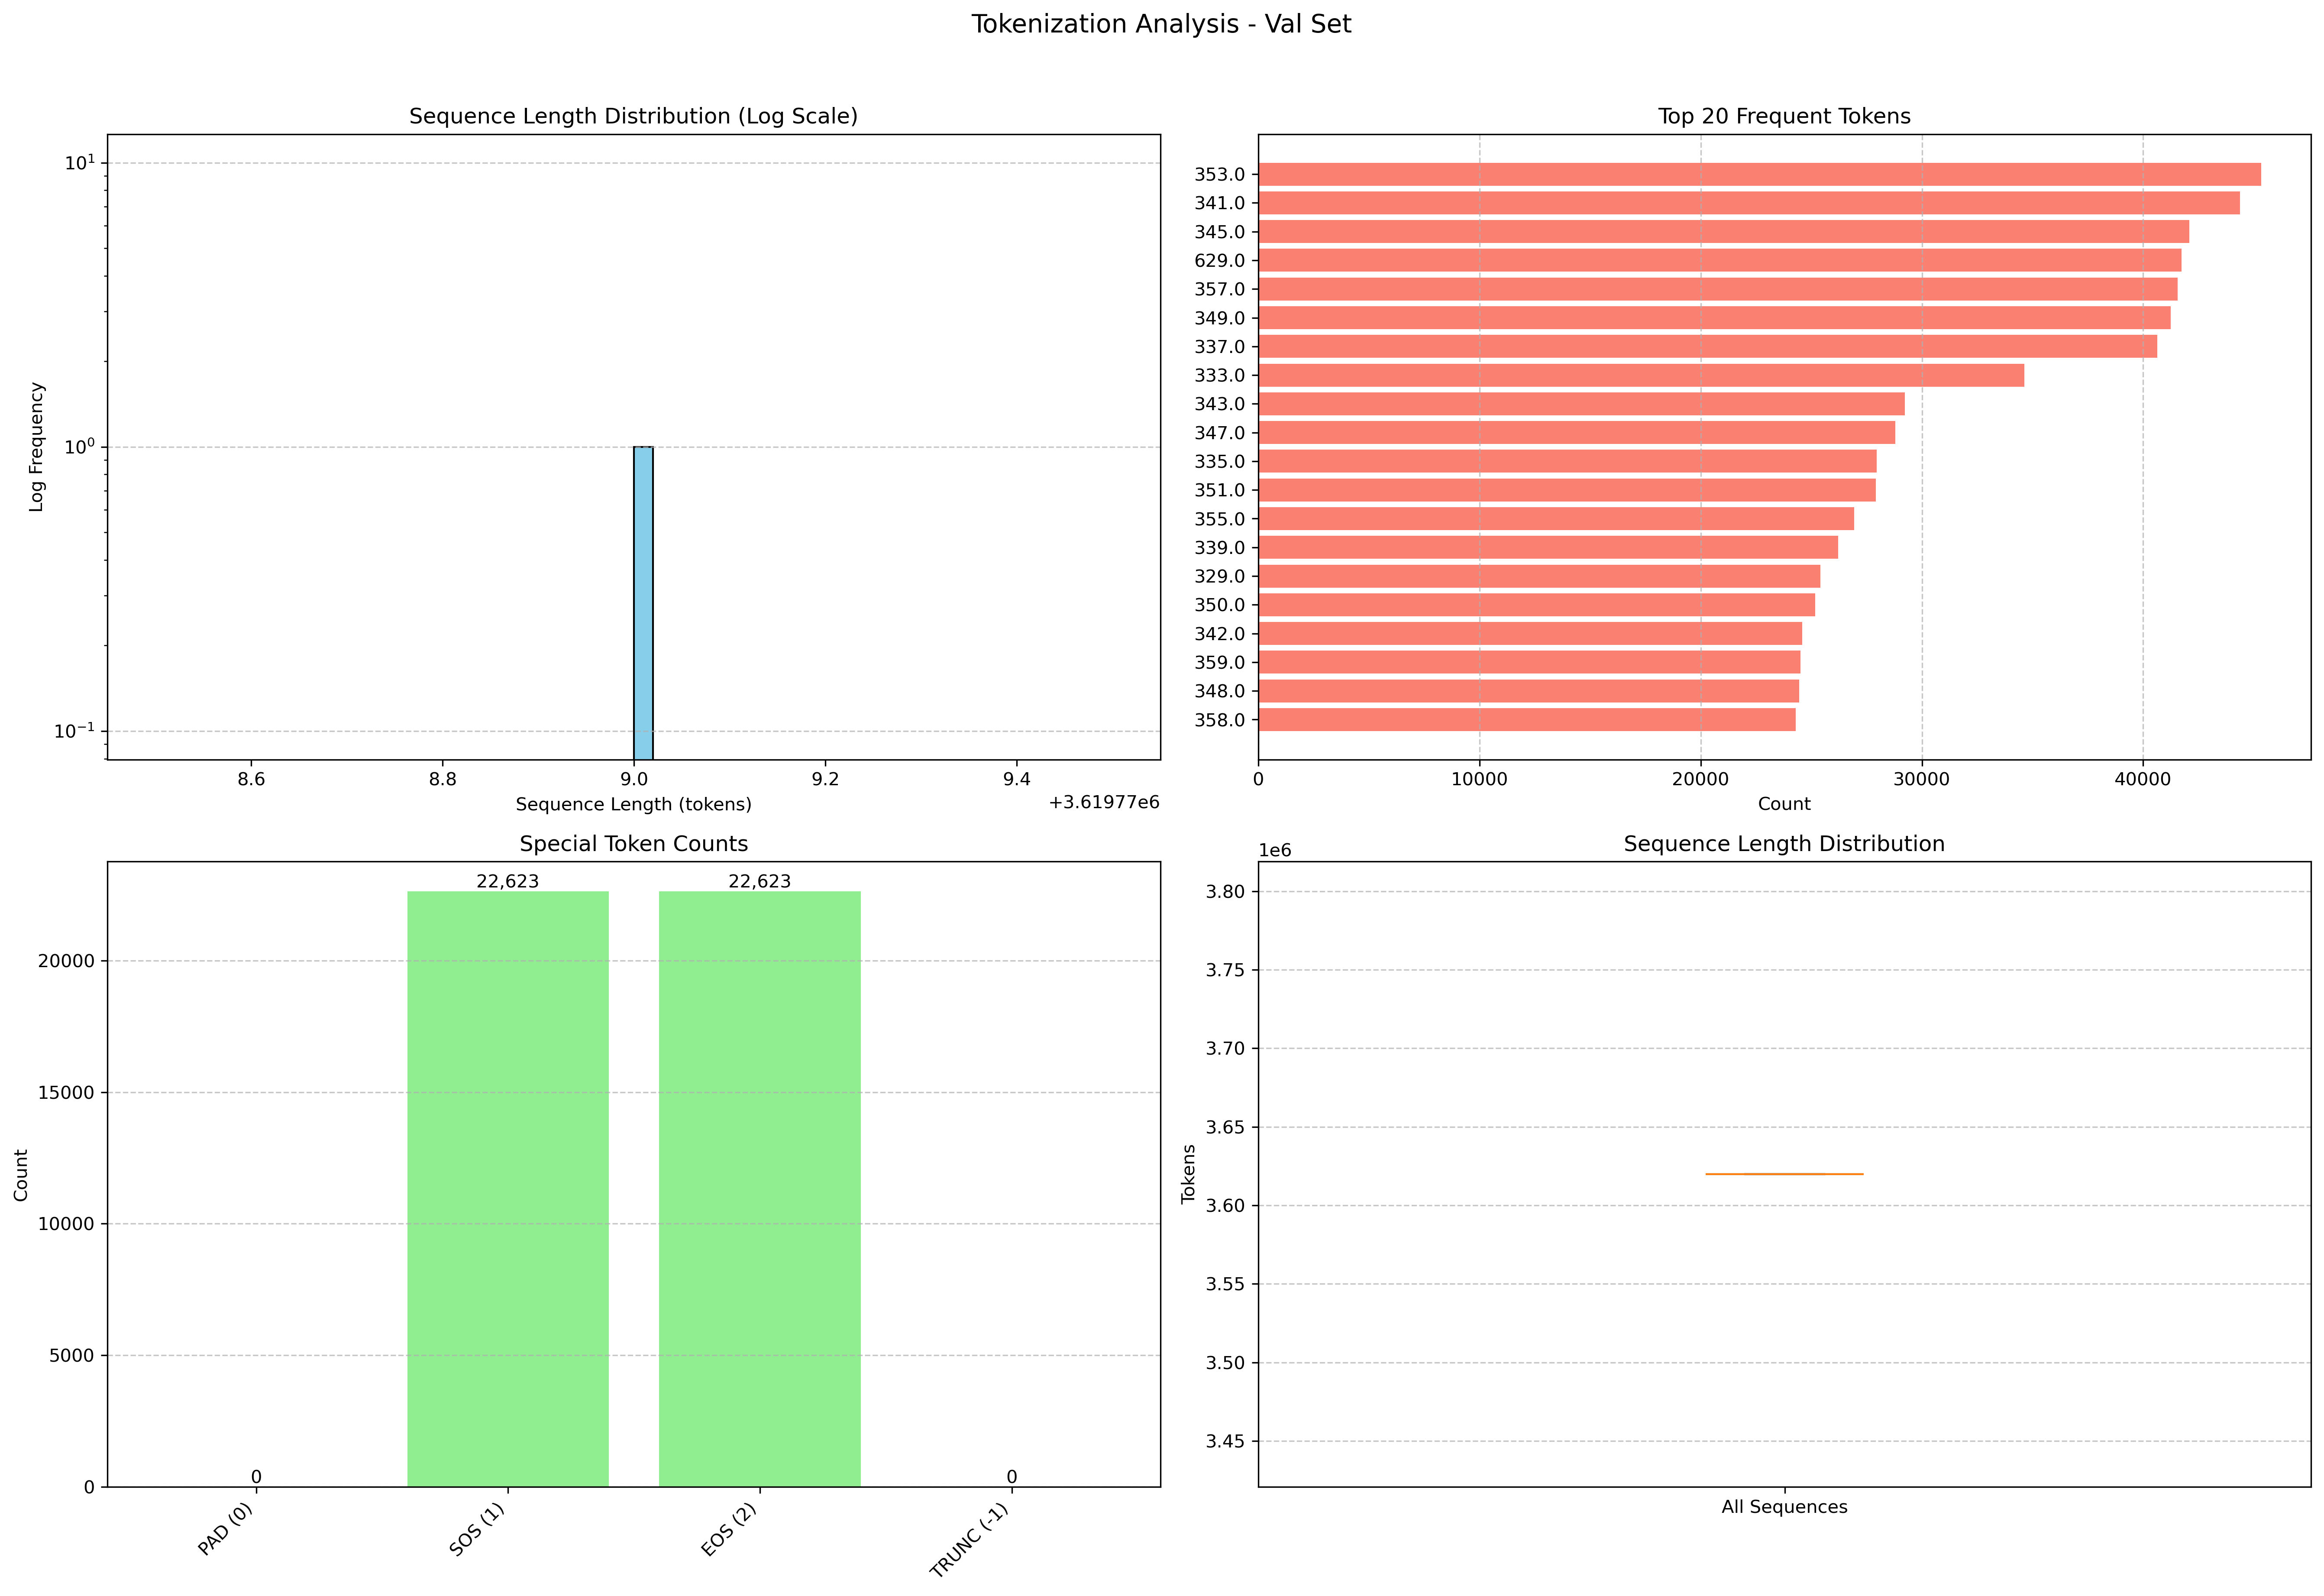 Tokenization Analysis - Val Set
Sequence Length Distribution (Log Scale)
10¹
10⁰
10⁻¹
Log Frequency
8.6 8.8 9.0 9.2 9.4
Sequence Length (tokens)
+3.61977e6
Top 20 Frequent Tokens
353.0
341.0
345.0
629.0
357.0
349.0
337.0
333.0
343.0
347.0
335.0
351.0
355.0
339.0
329.0
350.0
342.0
359.0
348.0
358.0
0 10000 20000 30000 40000
Count
Special Token Counts
22,623 22,623
20000
15000
10000
5000
0
Count
0 0
PAD (0) SOS (1) EOS (2) TRUNC (-1)
Sequence Length Distribution
1e6
3.80
3.75
3.70
3.65
3.60
3.55
3.50
3.45
Tokens
All Sequences